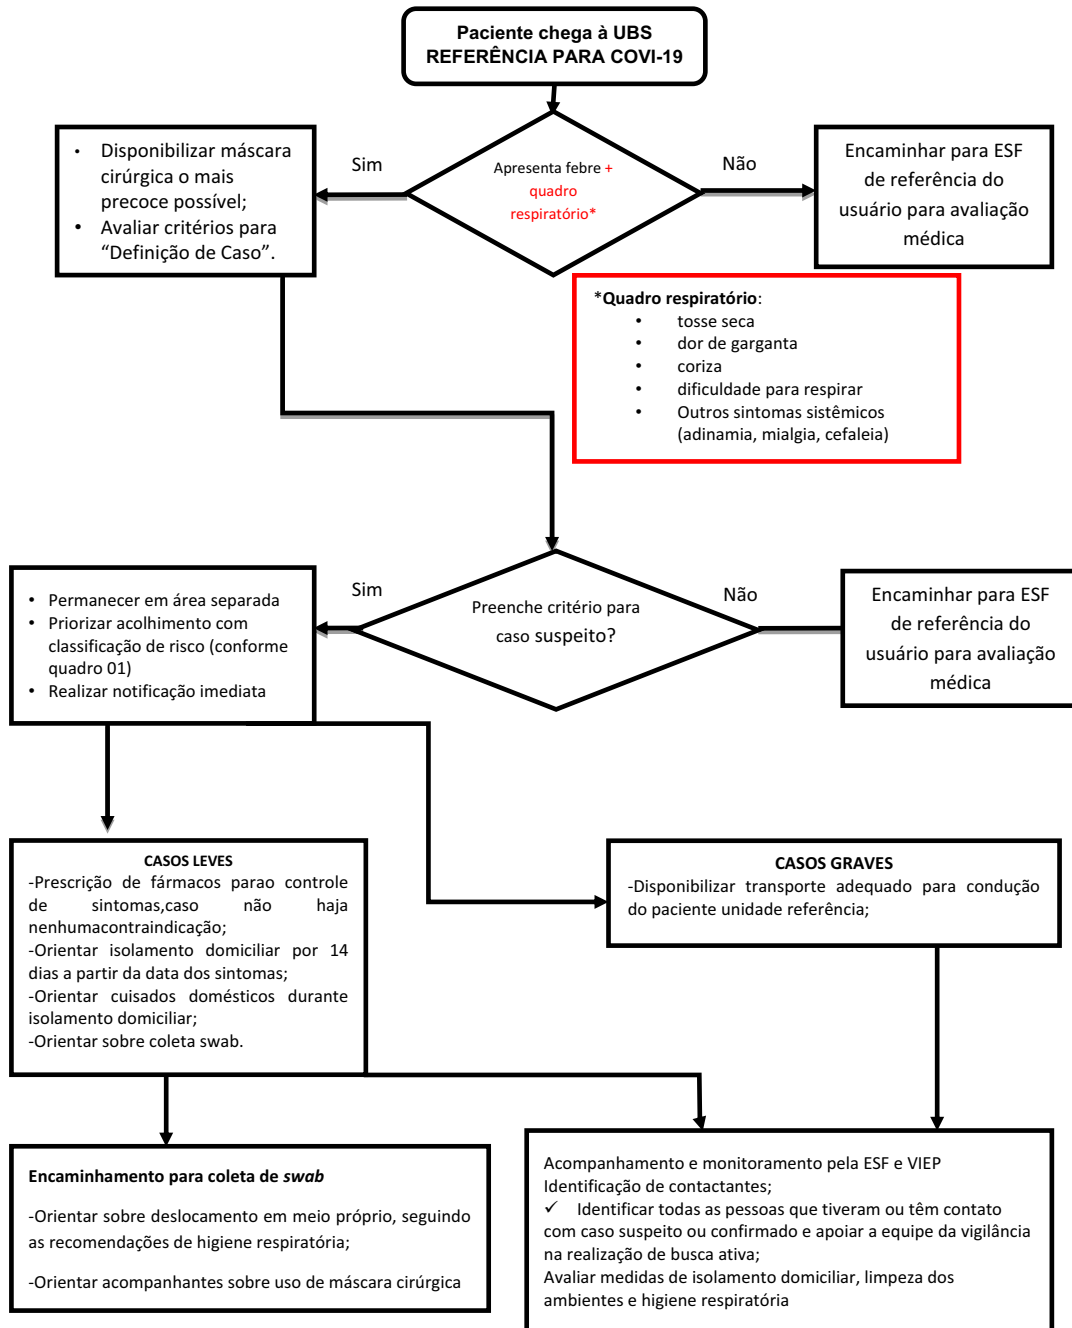 Paciente chega à UBS
REFERÊNCIA PARA COVI-19
• Disponibilizar máscara
cirúrgica o mais
precoce possível;
• Avaliar critérios para
“Definição de Caso”.
Sim
Apresenta febre +
quadro
respiratório*
Não
Encaminhar para ESF
de referência do
usuário para avaliação
médica
*Quadro respiratório:
• tosse seca
• dor de garganta
• coriza
• dificuldade para respirar
• Outros sintomas sistêmicos
(adinamia, mialgia, cefaleia)
• Permanecer em área separada
• Priorizar acolhimento com
classificação de risco (conforme
quadro 01)
• Realizar notificação imediata
Sim
Preenche critério para
caso suspeito?
Não
Encaminhar para ESF
de referência do
usuário para avaliação
médica
CASOS LEVES
-Prescrição de fármacos parao controle
de sintomas,caso não haja
nenhumacontraindicação;
-Orientar isolamento domiciliar por 14
dias a partir da data dos sintomas;
-Orientar cuisados domésticos durante
isolamento domiciliar;
-Orientar sobre coleta swab.
CASOS GRAVES
-Disponibilizar transporte adequado para condução
do paciente unidade referência;
Encaminhamento para coleta de swab
-Orientar sobre deslocamento em meio próprio, seguindo
as recomendações de higiene respiratória;
-Orientar acompanhantes sobre uso de máscara cirúrgica
Acompanhamento e monitoramento pela ESF e VIEP
Identificação de contactantes;
✓ Identificar todas as pessoas que tiveram ou têm contato
com caso suspeito ou confirmado e apoiar a equipe da vigilância
na realização de busca ativa;
Avaliar medidas de isolamento domiciliar, limpeza dos
ambientes e higiene respiratória